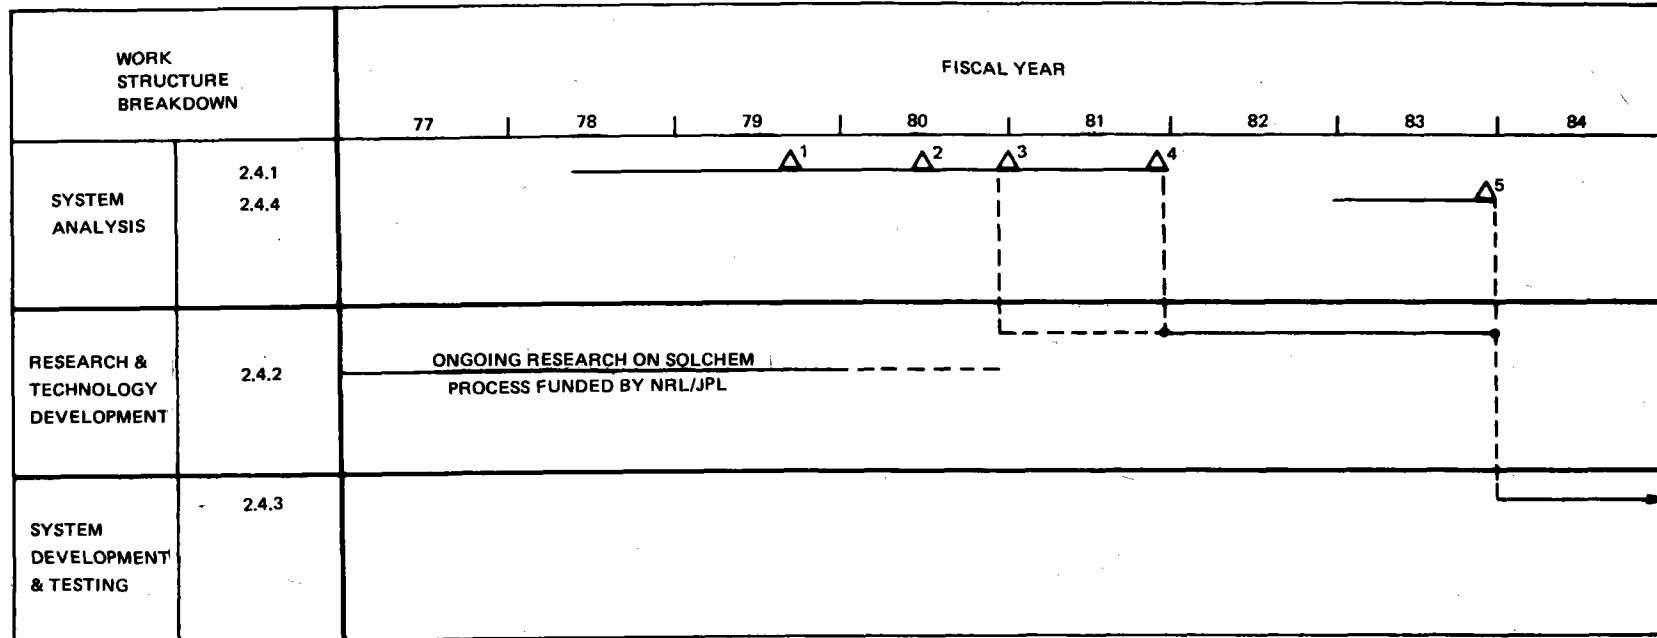 WORK
STRUCTURE
BREAKDOWN
FISCAL YEAR
77 78 79 80 81 82 83 84
SYSTEM
ANALYSIS
2.4.1
2.4.4
1 2 3 4
5
RESEARCH &
TECHNOLOGY
DEVELOPMENT
2.4.2
ONGOING RESEARCH ON SOLCHEM
PROCESS FUNDED BY NRL/JPL
SYSTEM
DEVELOPMENT
& TESTING
2.4.3